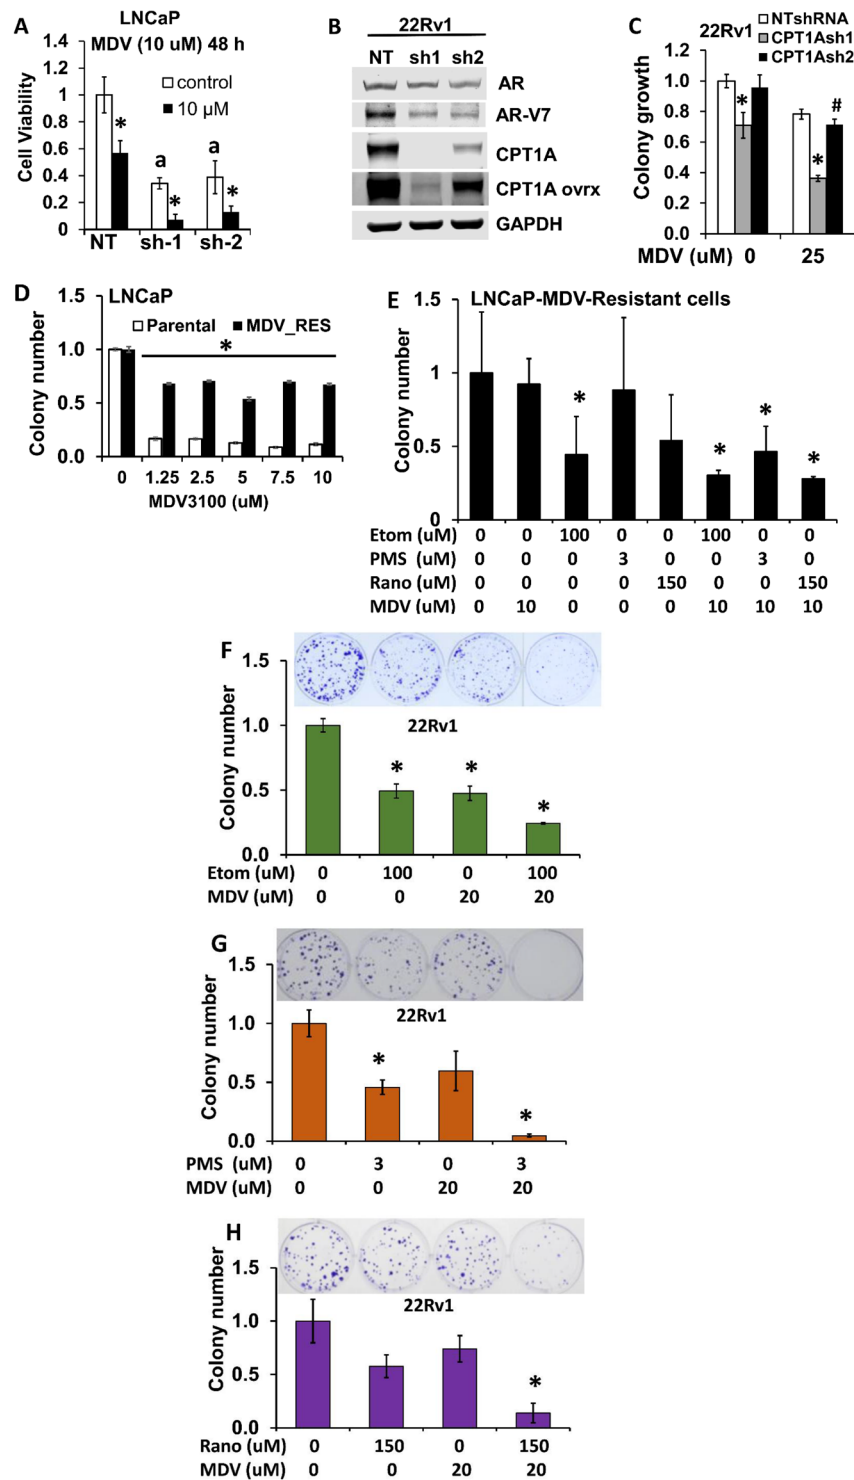 A
LNCaP
MDV (10 uM) 48 h
Cell Viability
1.4
1.2
1
0.8
0.6
0.4
0.2
0
control
10 µM
*
a
*
a
*
NT sh-1 sh-2
B
22Rv1
NT sh1 sh2
AR
AR-V7
CPT1A
CPT1A ovrx
GAPDH
C
22Rv1
NTshRNA
CPT1Ash1
CPT1Ash2
Colony growth
1.2
1.0
0.8
0.6
0.4
0.2
0.0
*
*
#
MDV (uM) 0 25
D
LNCaP
Parental MDV_RES
Colony number
1.5
1.0
0.5
0.0
*
0 1.25 2.5 5 7.5 10
MDV3100 (uM)
E
LNCaP-MDV-Resistant cells
Colony number
1.5
1
0.5
0
* * * *
Etom (uM) 0 0 100 0 0 100 0 0
PMS (uM) 0 0 0 3 0 0 3 0
Rano (uM) 0 0 0 0 150 0 0 150
MDV (uM) 0 10 0 0 0 10 10 10
F
22Rv1
Colony number
1.5
1.0
0.5
0.0
* * *
Etom (uM) 0 100 0 100
MDV (uM) 0 0 20 20
G
22Rv1
Colony number
1.5
1.0
0.5
0.0
* *
PMS (uM) 0 3 0 3
MDV (uM) 0 0 20 20
H
22Rv1
Colony number
1.5
1.0
0.5
0.0
*
Rano (uM) 0 150 0 150
MDV (uM) 0 0 20 20